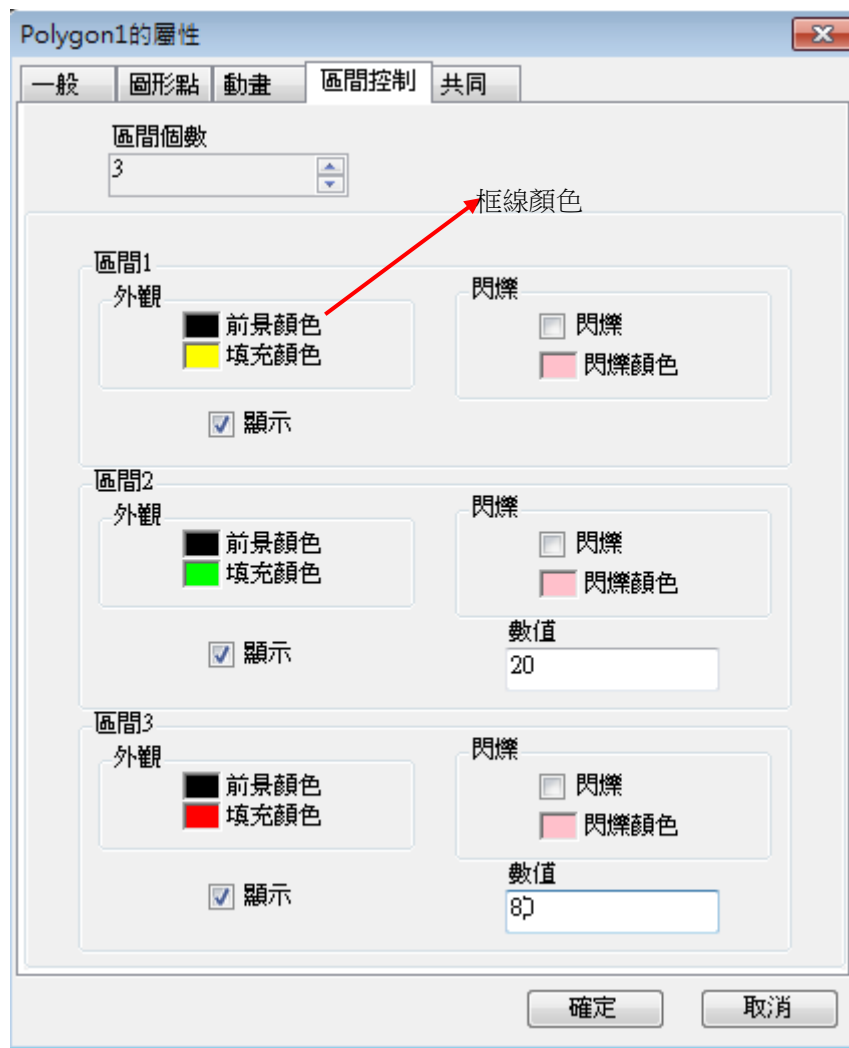 Polygon1的屬性
一般 圖形點 動畫 區間控制 共同
區間個數
3
框線顏色
區間1
外觀 閃爍
前景顏色 閃爍
填充顏色 閃爍顏色
顯示
區間2
外觀 閃爍
前景顏色 閃爍
填充顏色 閃爍顏色
數值
顯示 20
區間3
外觀 閃爍
前景顏色 閃爍
填充顏色 閃爍顏色
數值
顯示 80
確定 取消